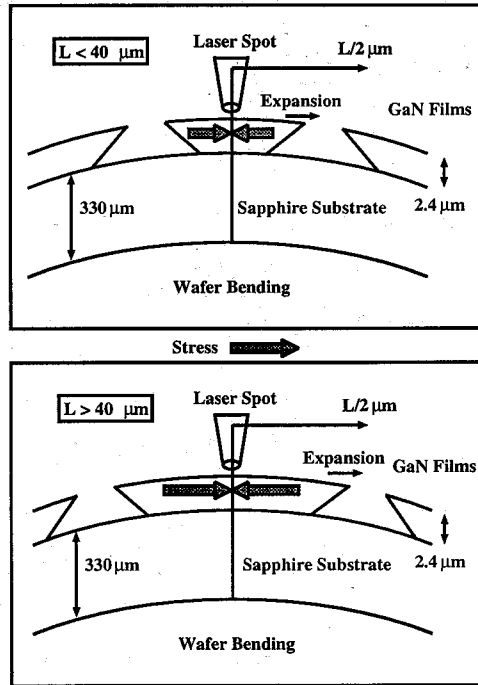 L < 40 μm
Laser Spot
L/2 μm
Expansion
GaN Films
330 μm
Sapphire Substrate
2.4 μm
Wafer Bending
Stress
L > 40 μm
Laser Spot
L/2 μm
Expansion
GaN Films
330 μm
Sapphire Substrate
2.4 μm
Wafer Bending